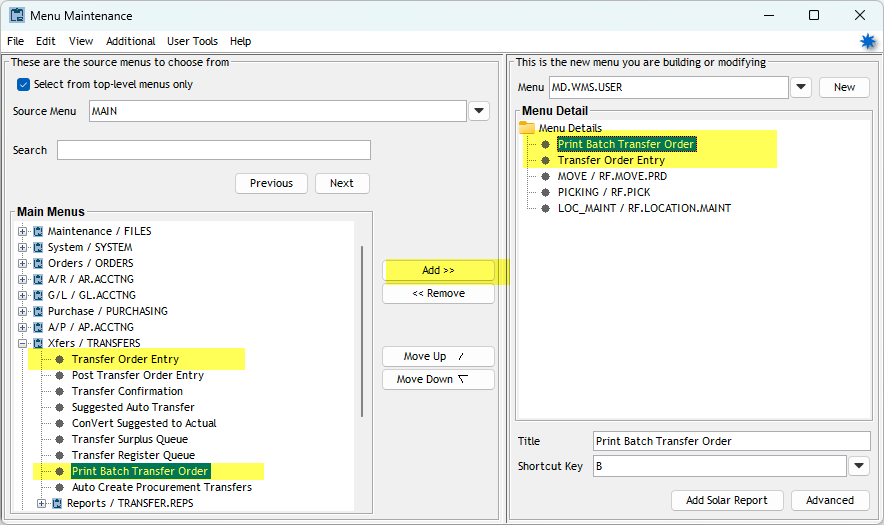 Menu Maintenance
File Edit View Additional User Tools Help
These are the source menus to choose from
Select from top-level menus only
Source Menu MAIN
Search
Previous Next
Main Menus
Maintenance / FILES
System / SYSTEM
Orders / ORDERS
A/R / AR.ACCTNG
G/L / GL.ACCTNG
Purchase / PURCHASING
A/P / AP.ACCTNG
Xfers / TRANSFERS
Transfer Order Entry
Post Transfer Order Entry
Transfer Confirmation
Suggested Auto Transfer
ConVert Suggested to Actual
Transfer Surplus Queue
Transfer Register Queue
Print Batch Transfer Order
Auto Create Procurement Transfers
Reports / TRANSFER.REPS
Add >>
<< Remove
Move Up
Move Down
This is the new menu you are building or modifying
Menu MD.WMS.USER New
Menu Detail
Menu Details
Print Batch Transfer Order
Transfer Order Entry
MOVE / RF.MOVE.PRD
PICKING / RF.PICK
LOC_MAINT / RF.LOCATION.MAINT
Title Print Batch Transfer Order
Shortcut Key B
Add Solar Report Advanced